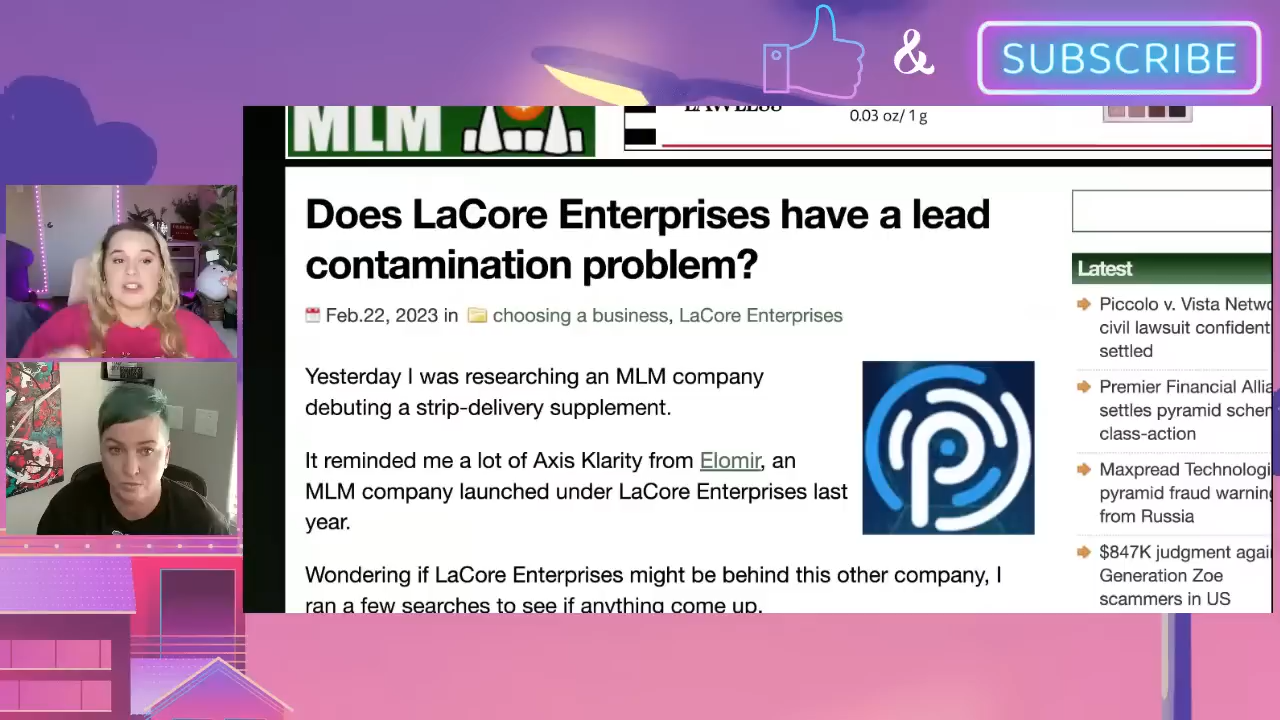 &
SUBSCRIBE
MLM
0.03 oz/ 1 g
Does LaCore Enterprises have a lead
contamination problem?
Feb.22, 2023 in choosing a business, LaCore Enterprises
Yesterday I was researching an MLM company
debuting a strip-delivery supplement.
It reminded me a lot of Axis Klarity from Elomir, an
MLM company launched under LaCore Enterprises last
year.
Wondering if LaCore Enterprises might be behind this other company, I
ran a few searches to see if anything come up.
Latest
Piccolo v. Vista Netwo
civil lawsuit confident
settled
Premier Financial Allia
settles pyramid schem
class-action
Maxpread Technologi
pyramid fraud warning
from Russia
$847K judgment agai
Generation Zoe
scammers in US